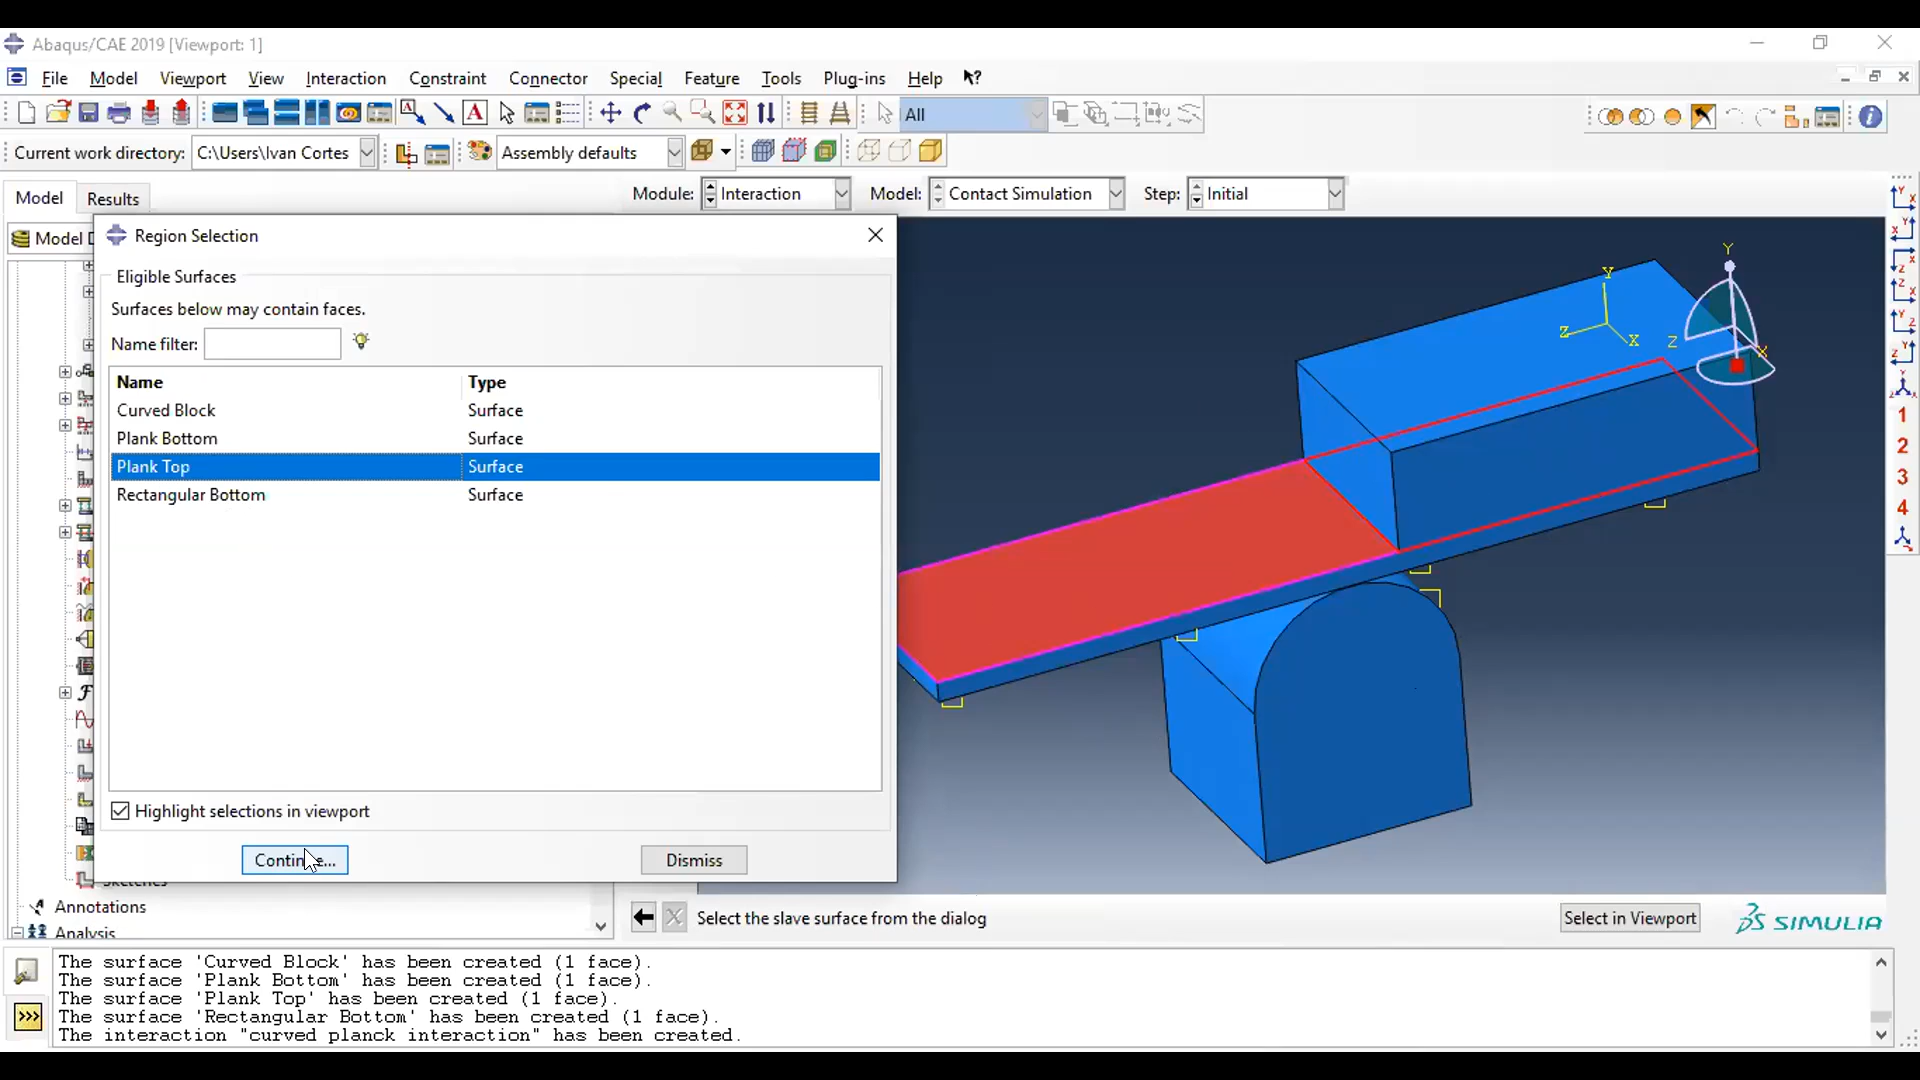 Abaqus/CAE 2019 [Viewport: 1]
File Model Viewport View Interaction Constraint Connector Special Feature Tools Plug-ins Help
A A All
Current work directory: C:\Users\Ivan Cortes Assembly defaults
Model Results Module: Interaction Model: Contact Simulation Step: Initial
Model D
Region Selection
Eligible Surfaces
Surfaces below may contain faces.
Name filter:
Name Type
Curved Block Surface
Plank Bottom Surface
Plank Top Surface
Rectangular Bottom Surface
Highlight selections in viewport
Continue... Dismiss
Y
Z
X
Y
Z
X
1
2
3
4
Sketches
Annotations
Analysis
Select the slave surface from the dialog
Select in Viewport
SIMULIA
The surface 'Curved Block' has been created (1 face).
The surface 'Plank Bottom' has been created (1 face).
The surface 'Plank Top' has been created (1 face).
The surface 'Rectangular Bottom' has been created (1 face).
The interaction "curved planck interaction" has been created.
>>>